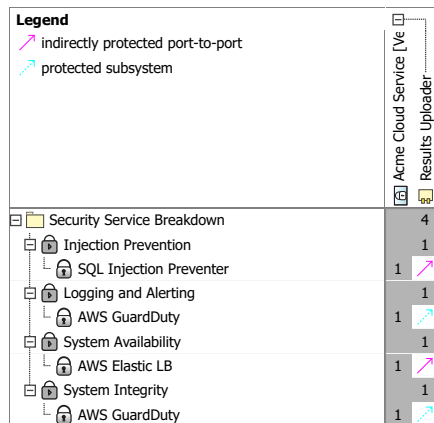 Legend
indirectly protected port-to-port
protected subsystem
Acme Cloud Service [Ve
Results Uploader
Security Service Breakdown 4
Injection Prevention 1
SQL Injection Preventer 1
Logging and Alerting 1
AWS GuardDuty 1
System Availability 1
AWS Elastic LB 1
System Integrity 1
AWS GuardDuty 1